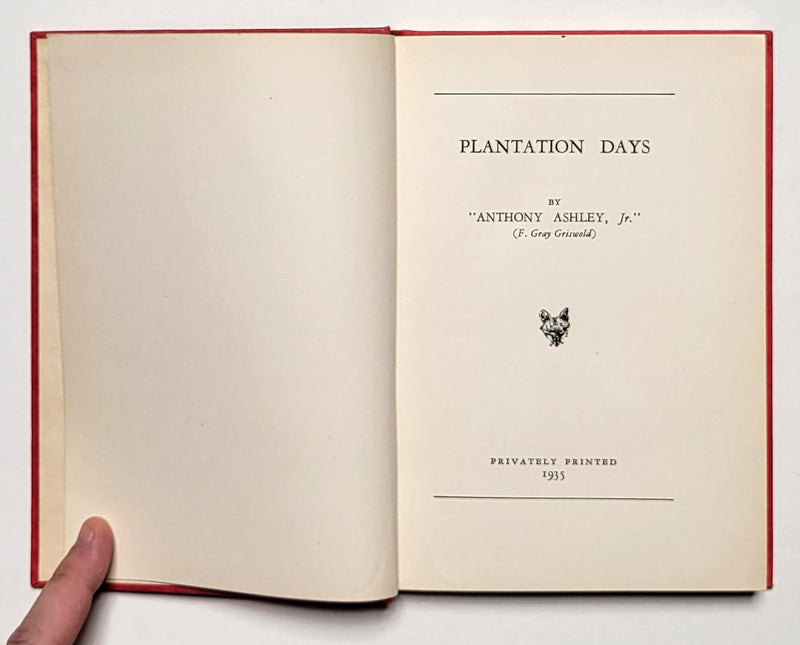 PLANTATION DAYS
BY
"ANTHONY ASHLEY, Jr."
(F. Gray Griswold)
PRIVATELY PRINTED
1935